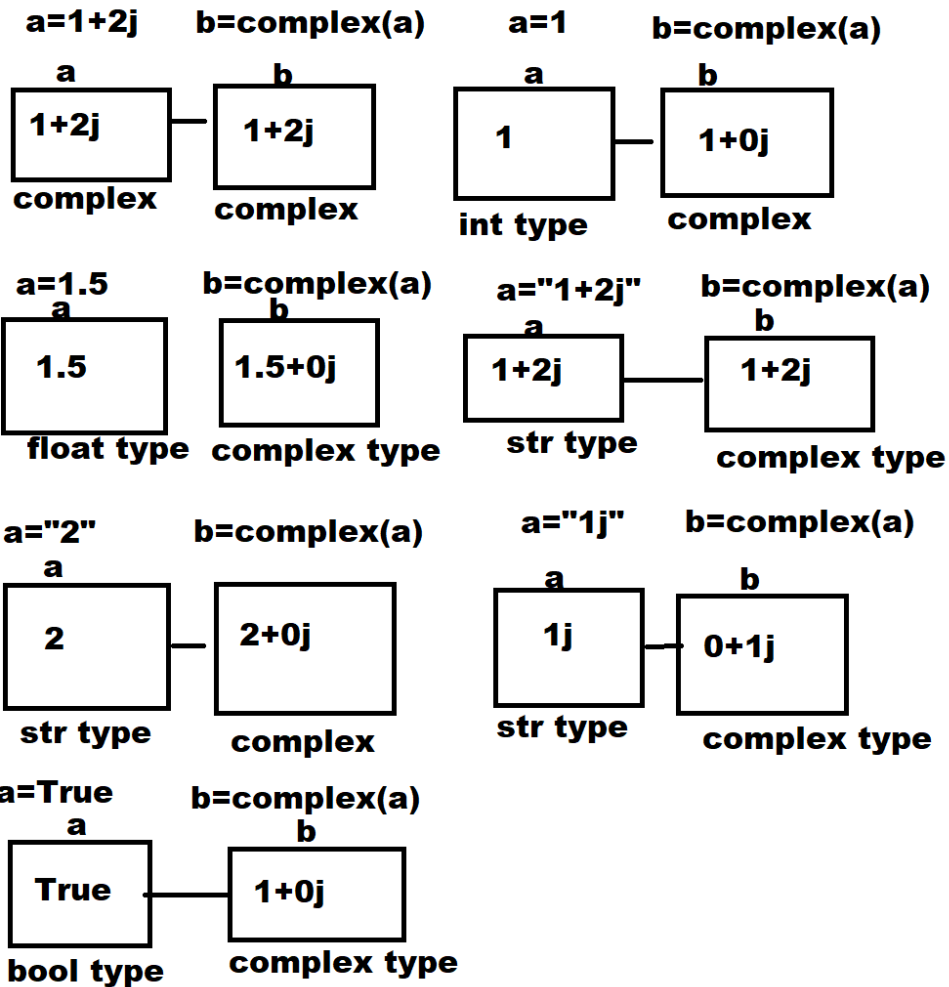 a=1+2j b=complex(a)
a b
1+2j 1+2j
complex complex
a=1 b=complex(a)
a b
1 1+0j
int type complex
a=1.5 b=complex(a)
a b
1.5 1.5+0j
float type complex type
a="1+2j" b=complex(a)
a b
1+2j 1+2j
str type complex type
a="2" b=complex(a)
a
2 2+0j
str type complex
a="1j" b=complex(a)
a b
1j 0+1j
str type complex type
a=True b=complex(a)
a b
True 1+0j
bool type complex type